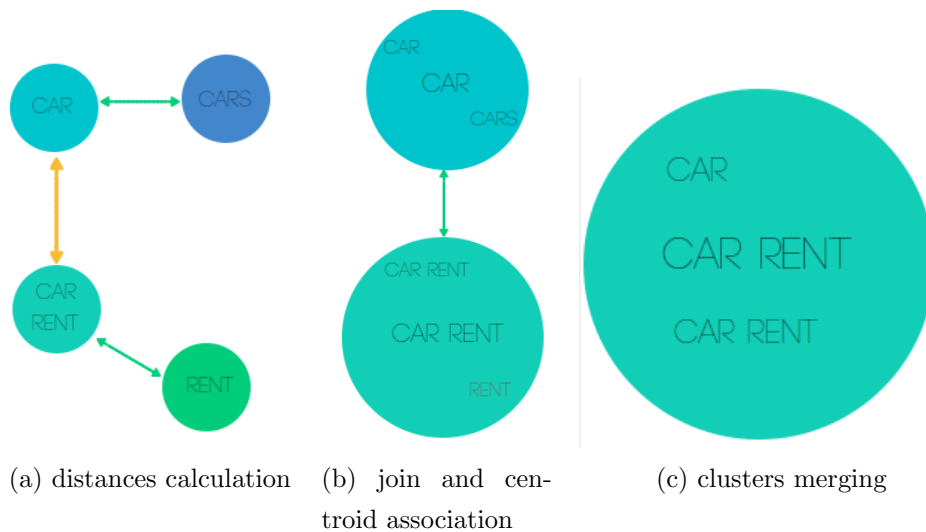 CAR
CARS
CAR
RENT
RENT
CAR
CAR
CARS
CAR RENT
CAR RENT
RENT
CAR
CAR RENT
CAR RENT
(a) distances calculation
(b) join and cen-
troid association
(c) clusters merging